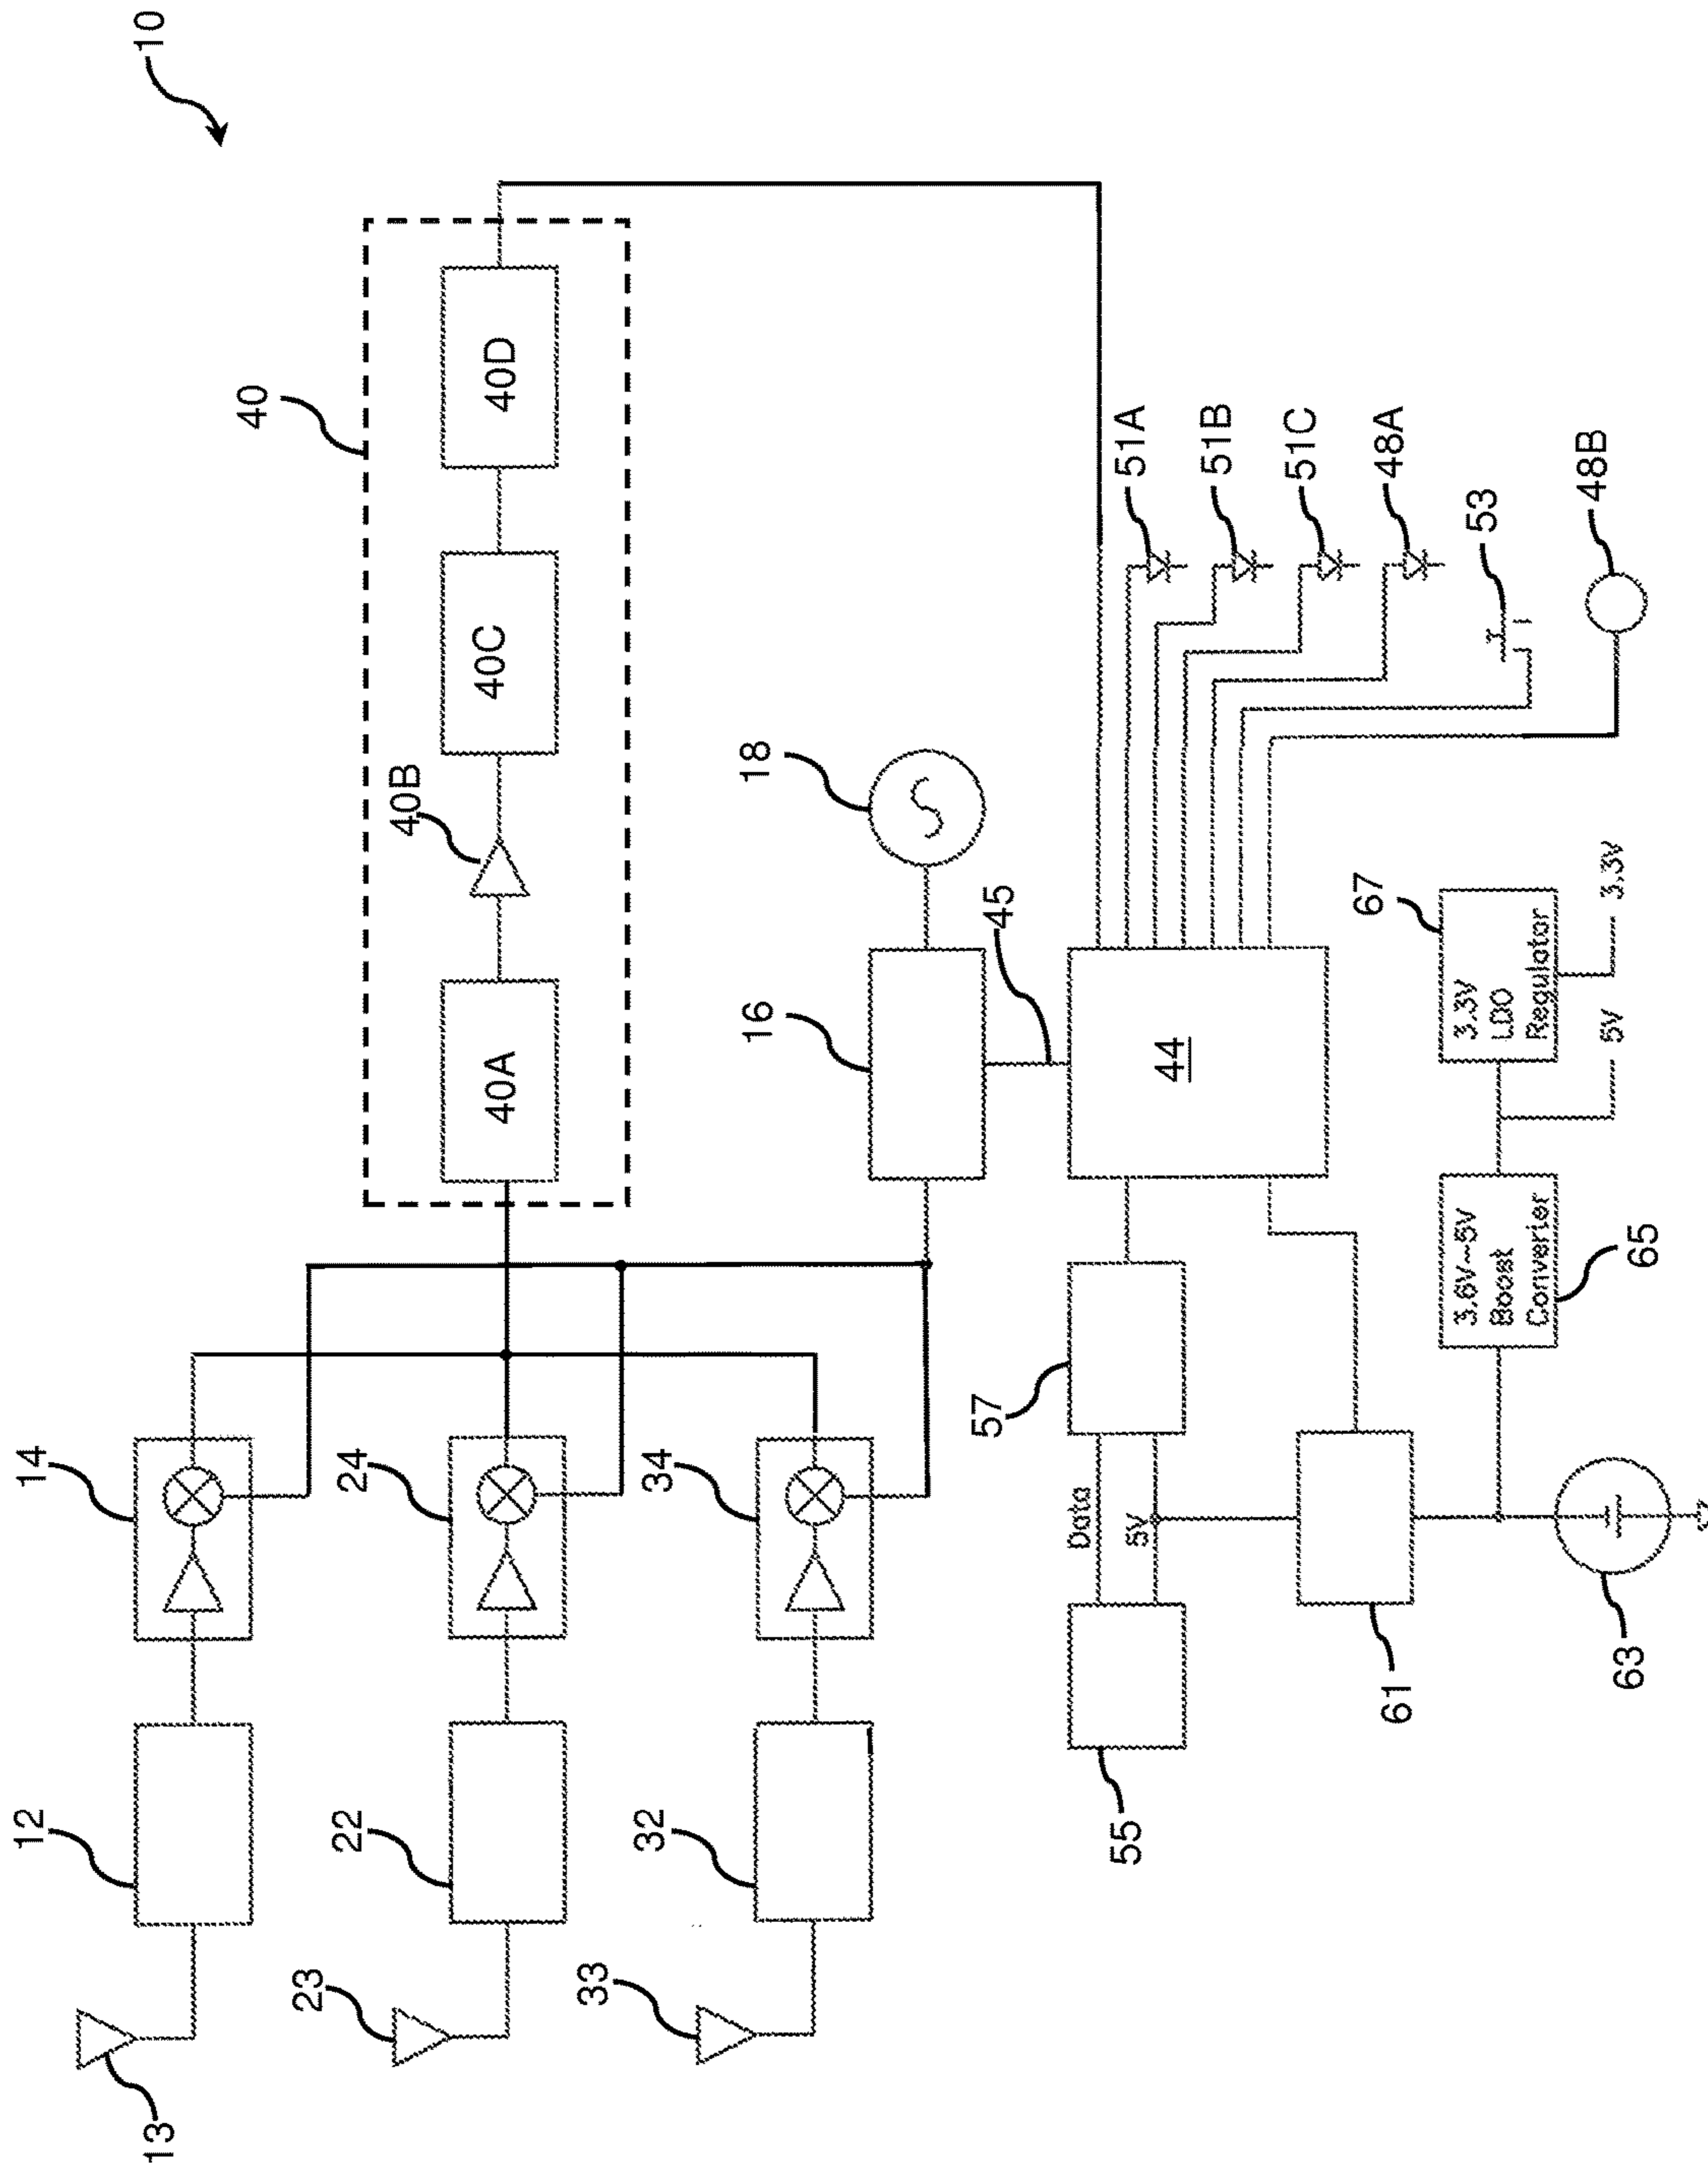 10
40
40A
40B
40C
40D
14
12
13
24
22
23
34
32
33
18
16
45
44
51A
51B
51C
48A
53
48B
57
Data
5V
55
61
63
3.6V~5V
Boost
Converter
65
67
3.3V
LDO
Regulator
5V
3.3V